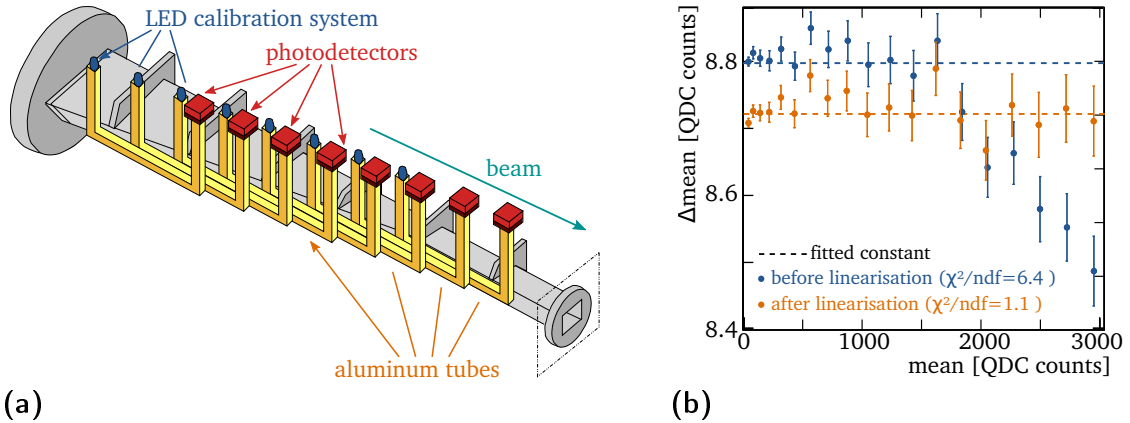 LED calibration system
photodetectors
beam
aluminum tubes
(a)
Δmean [QDC counts]
8.8
8.6
8.4
fitted constant
before linearisation (χ²/ndf=6.4 )
after linearisation (χ²/ndf=1.1 )
0 1000 2000 3000
mean [QDC counts]
(b)